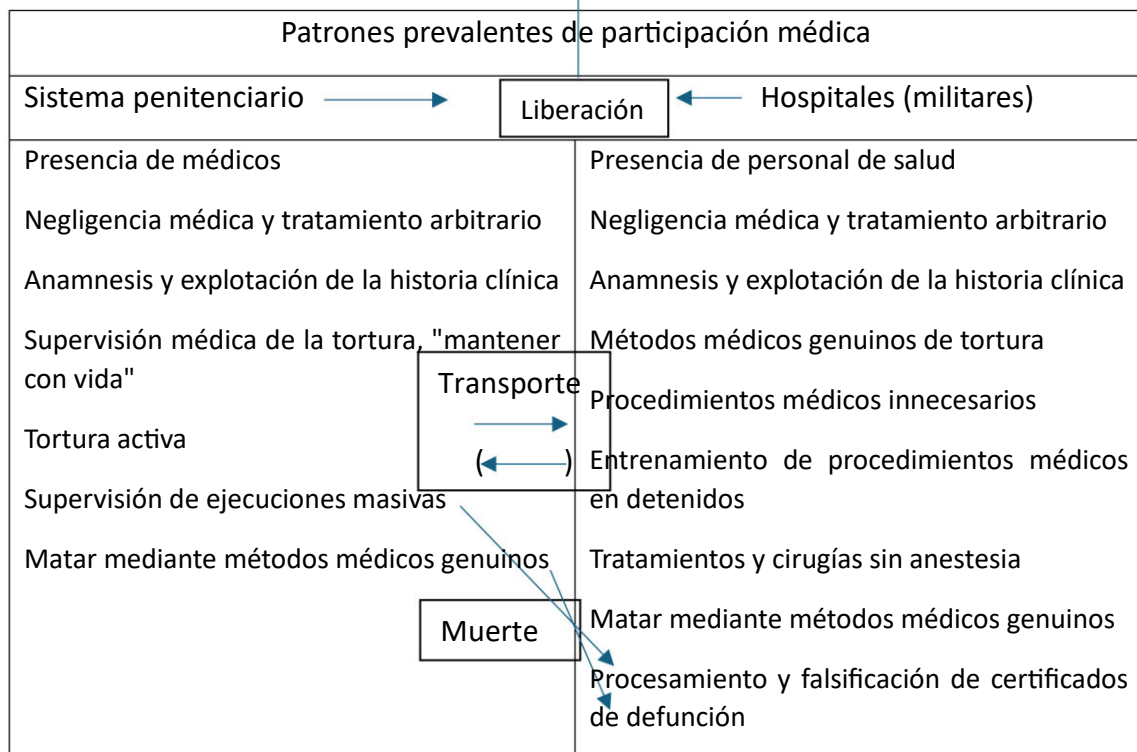 Patrones prevalentes de participación médica
Sistema penitenciario
Liberación
Hospitales (militares)
Presencia de médicos
Negligencia médica y tratamiento arbitrario
Anamnesis y explotación de la historia clínica
Supervisión médica de la tortura, "mantener
con vida"
Tortura activa
Supervisión de ejecuciones masivas
Matar mediante métodos médicos genuinos
Transporte
( )
Muerte
Presencia de personal de salud
Negligencia médica y tratamiento arbitrario
Anamnesis y explotación de la historia clínica
Métodos médicos genuinos de tortura
Procedimientos médicos innecesarios
Entrenamiento de procedimientos médicos
en detenidos
Tratamientos y cirugías sin anestesia
Matar mediante métodos médicos genuinos
Procesamiento y falsificación de certificados
de defunción